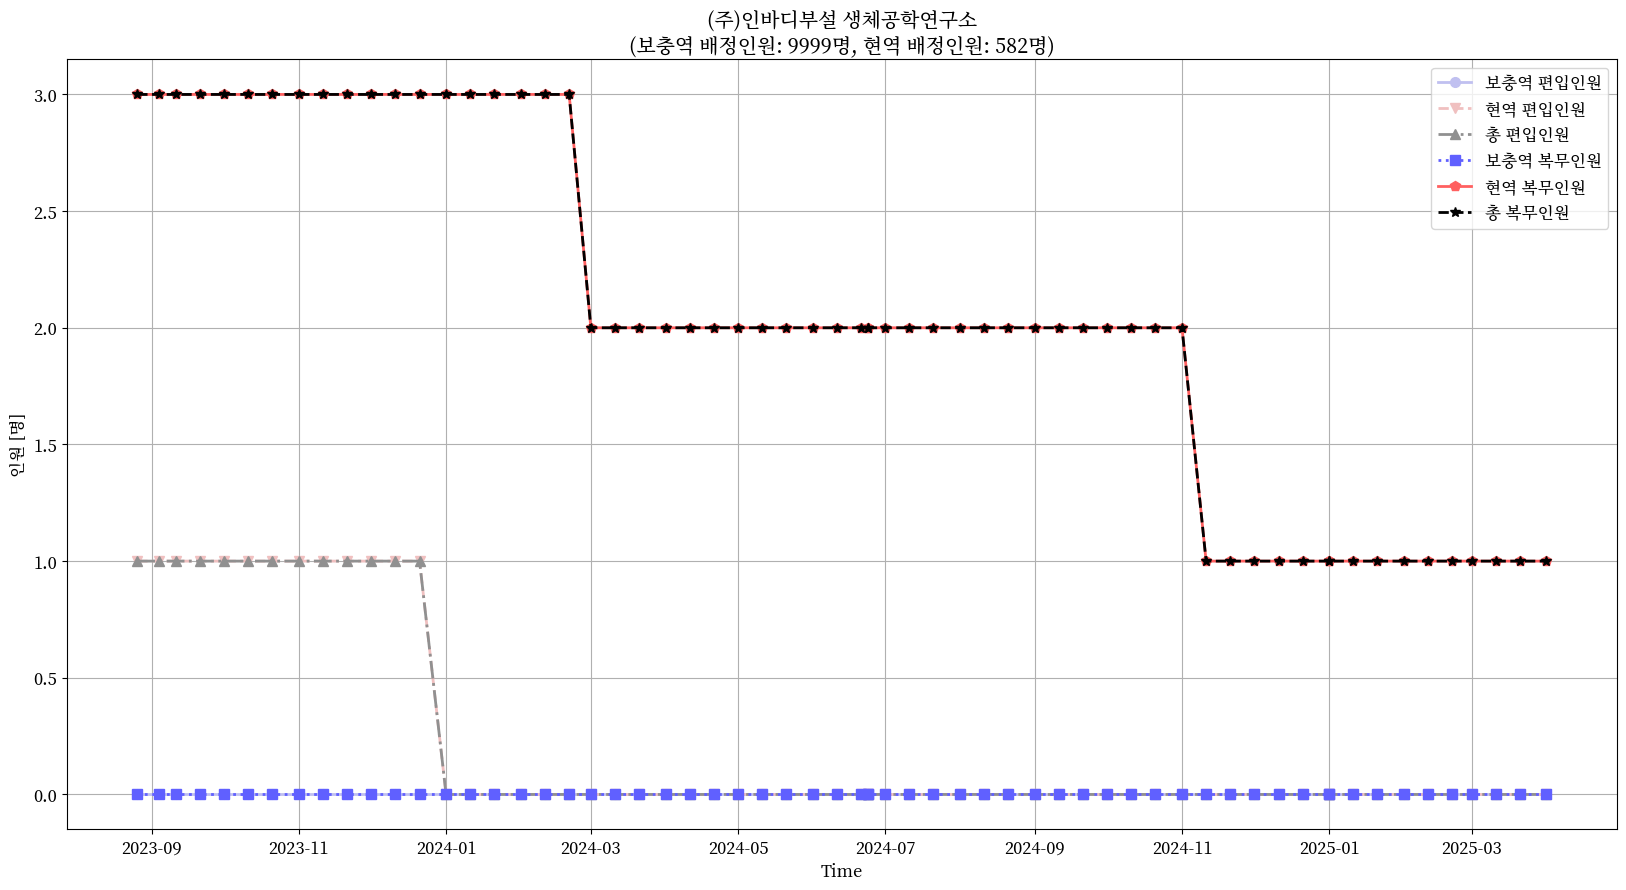 (주)인바디부설 생체공학연구소
(보충역 배정인원: 9999명, 현역 배정인원: 582명)
보충역 편입인원
현역 편입인원
총 편입인원
보충역 복무인원
현역 복무인원
총 복무인원
인원 [명]
3.0
2.5
2.0
1.5
1.0
0.5
0.0
2023-09
2023-11
2024-01
2024-03
2024-05
2024-07
2024-09
2024-11
2025-01
2025-03
Time